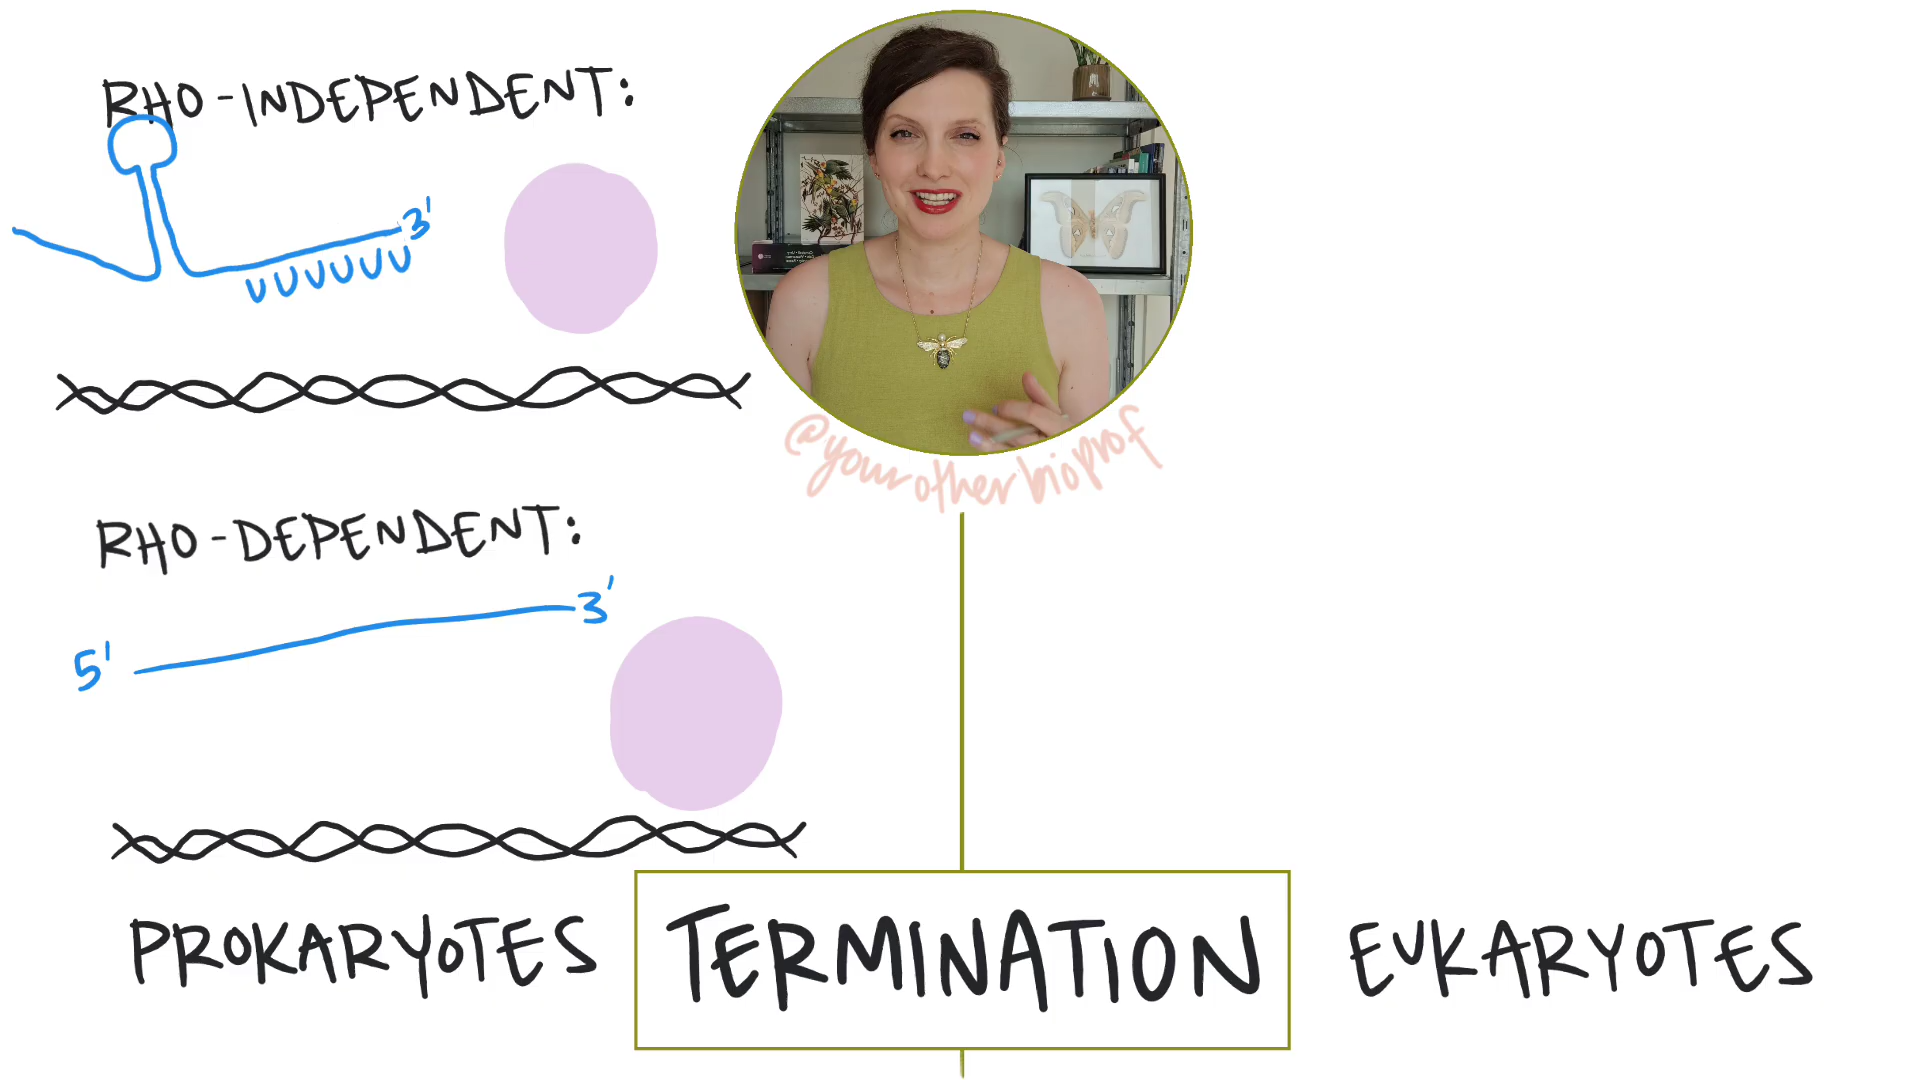 RHO-INDEPENDENT:
3'
UUUUUU
@yourotherbioprof
RHO-DEPENDENT:
3'
5'
PROKARYOTES
TERMINATION
EUKARYOTES